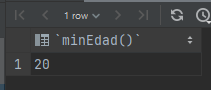 1 row
`minEdad()`
1 20